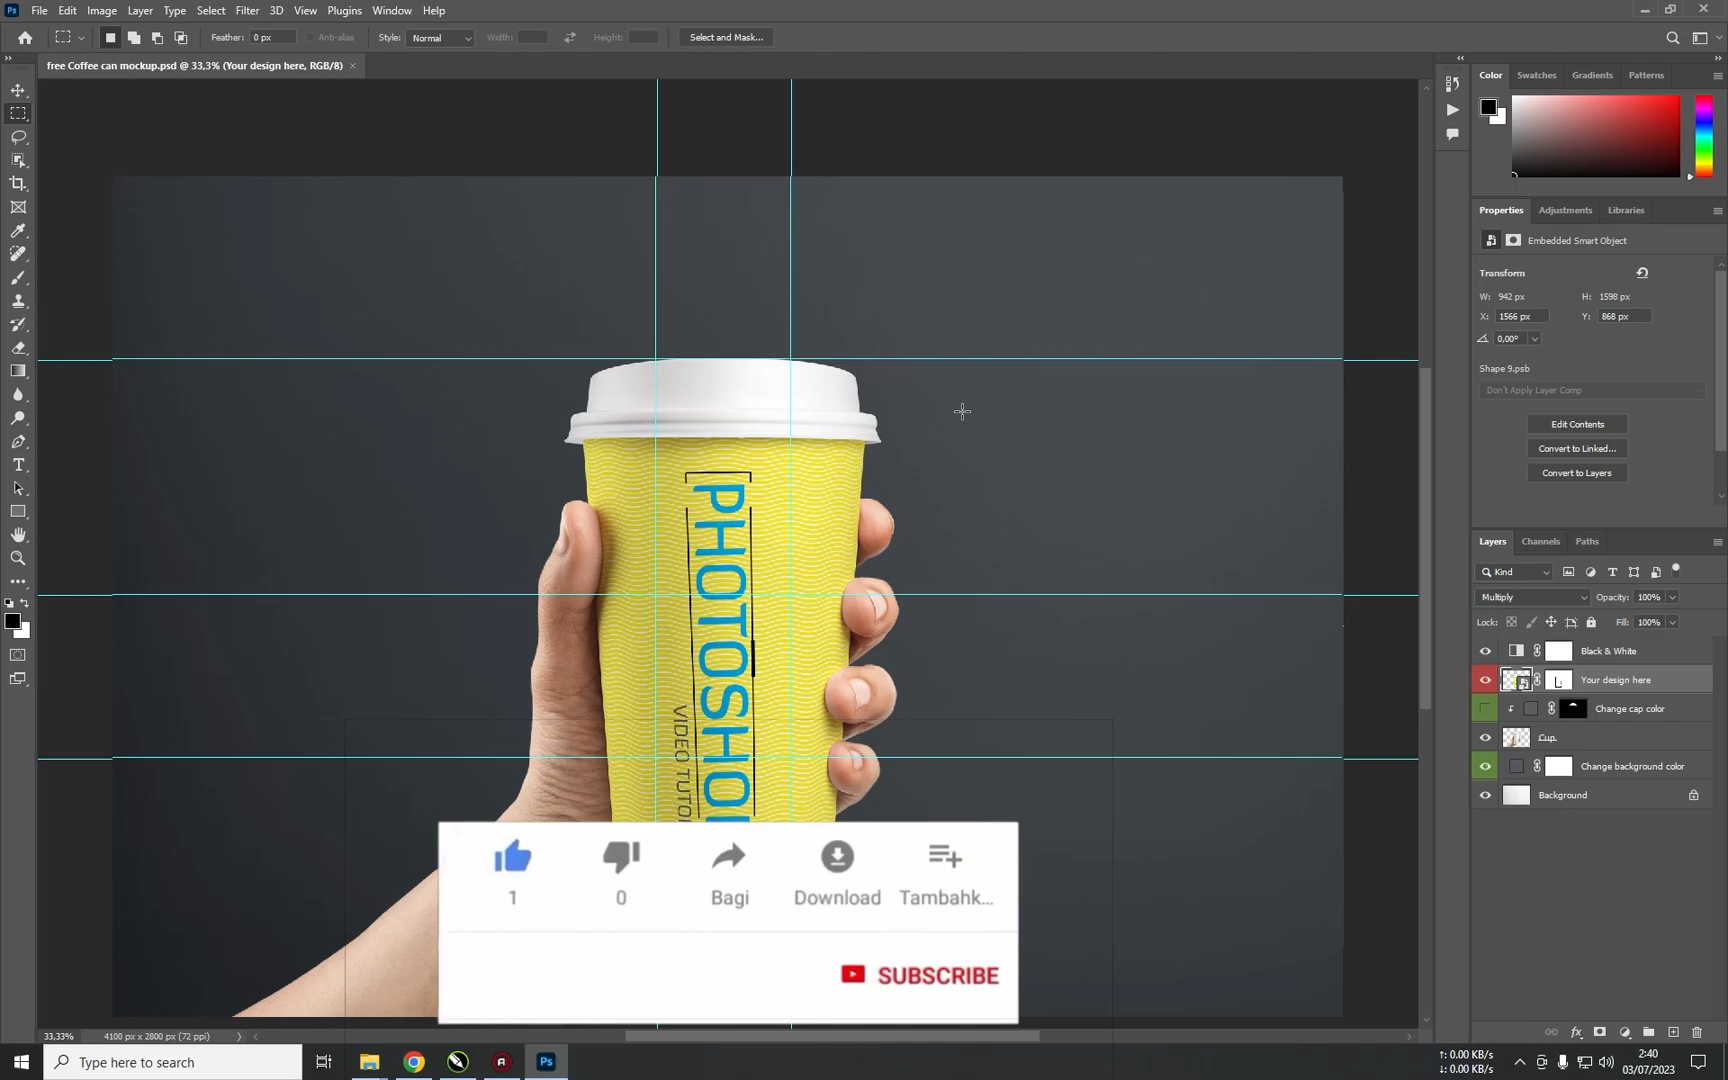 Ps File Edit Image Layer Type Select Filter 3D View Plugins Window Help
Feather: 0 px Anti-alias Style: Normal Width: Height: Select and Mask...
free Coffee can mockup.psd @ 33,3% (Your design here, RGB/8) ×
Color Swatches Gradients Patterns
Properties Adjustments Libraries
Embedded Smart Object
Transform
W: 942 px H: 1598 px
X: 1566 px Y: 868 px
0,00°
Shape 9.psb
Don't Apply Layer Comp
Edit Contents
Convert to Linked...
Convert to Layers
Layers Channels Paths
Kind
Multiply Opacity: 100%
Lock: Fill: 100%
Black & White
Your design here
Change cap color
Cup
Change background color
Background
PHOTOSHO
VIDEO TUTO
1 0 Bagi Download Tambahk...
SUBSCRIBE
33,33% 4100 px x 2800 px (72 ppi)
Type here to search
Ps
↑: 0.00 KB/s
↓: 0.00 KB/s
2:40
03/07/2023